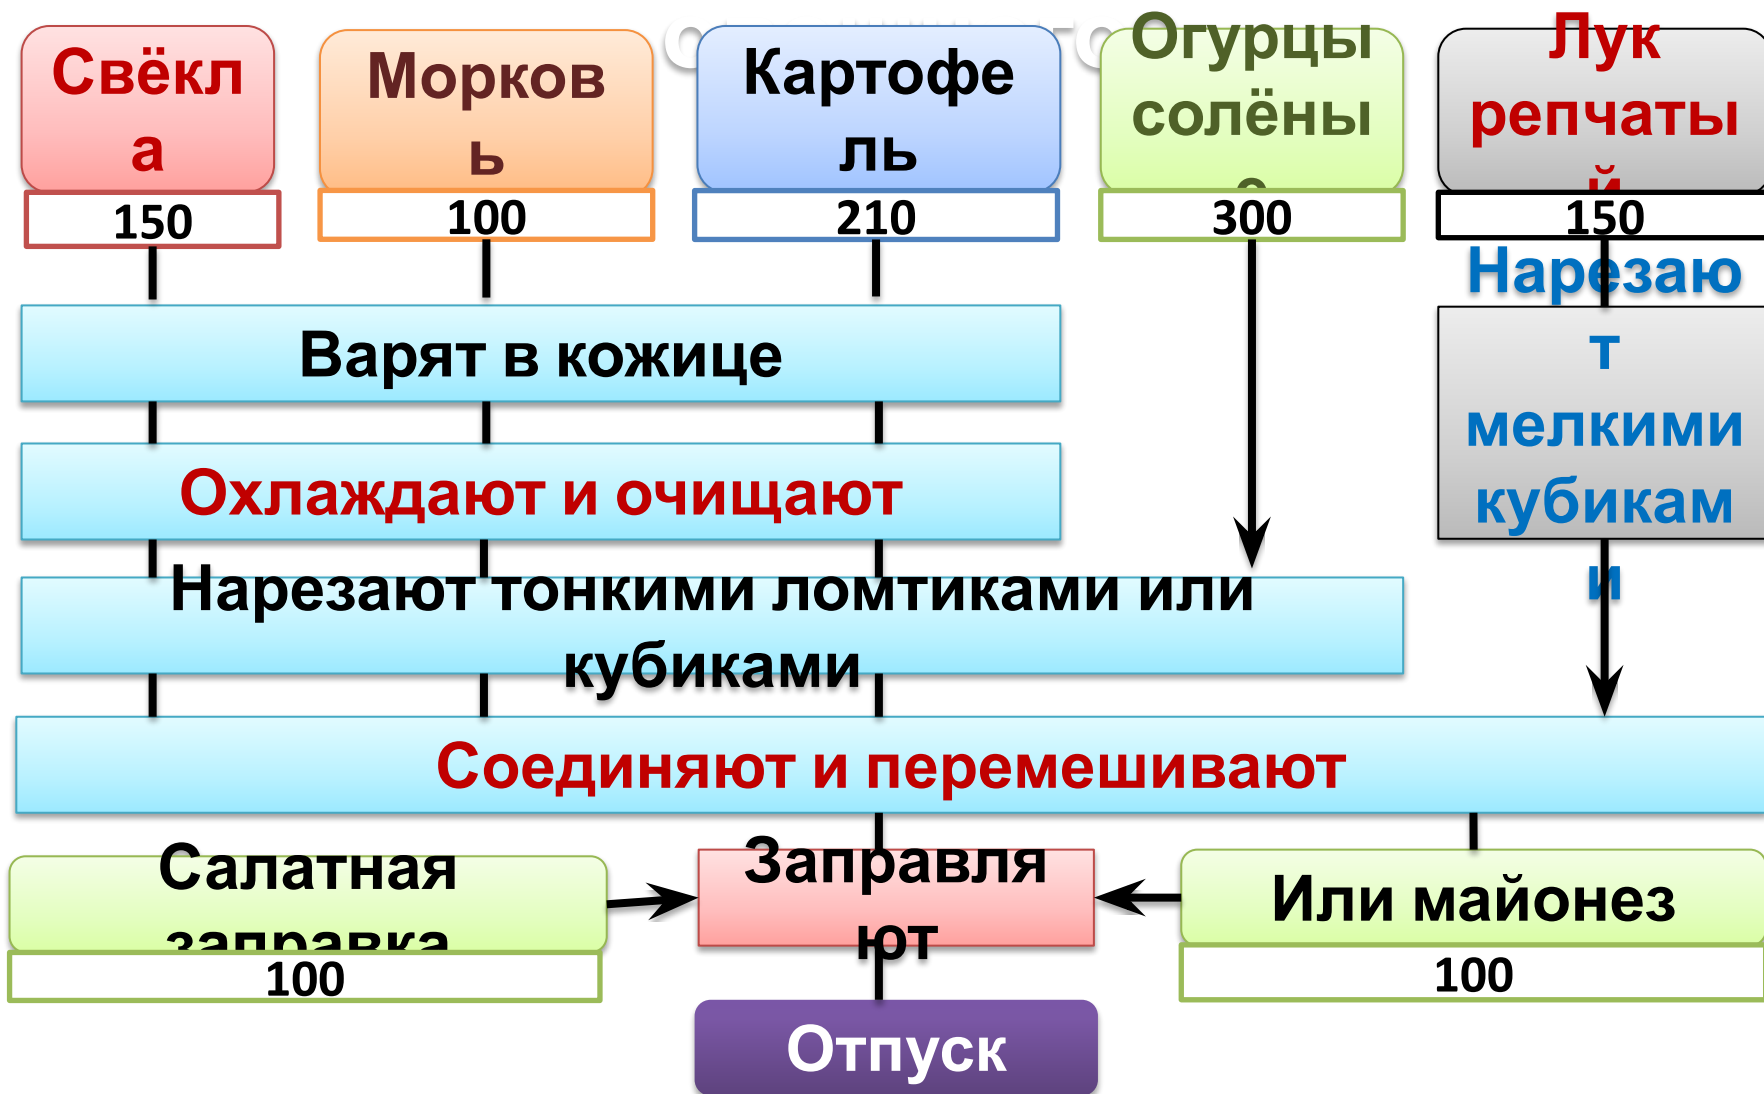 Свёкл
а
Морков
ь
Картофе
ль
Огурцы
солёны
е
Лук
репчаты
й
150
100
210
300
150
Варят в кожице
Нарезаю
т
мелкими
кубикам
и
Охлаждают и очищают
Нарезают тонкими ломтиками или
кубиками
Соединяют и перемешивают
Салатная
заправка
100
Заправля
ют
Или майонез
100
Отпуск